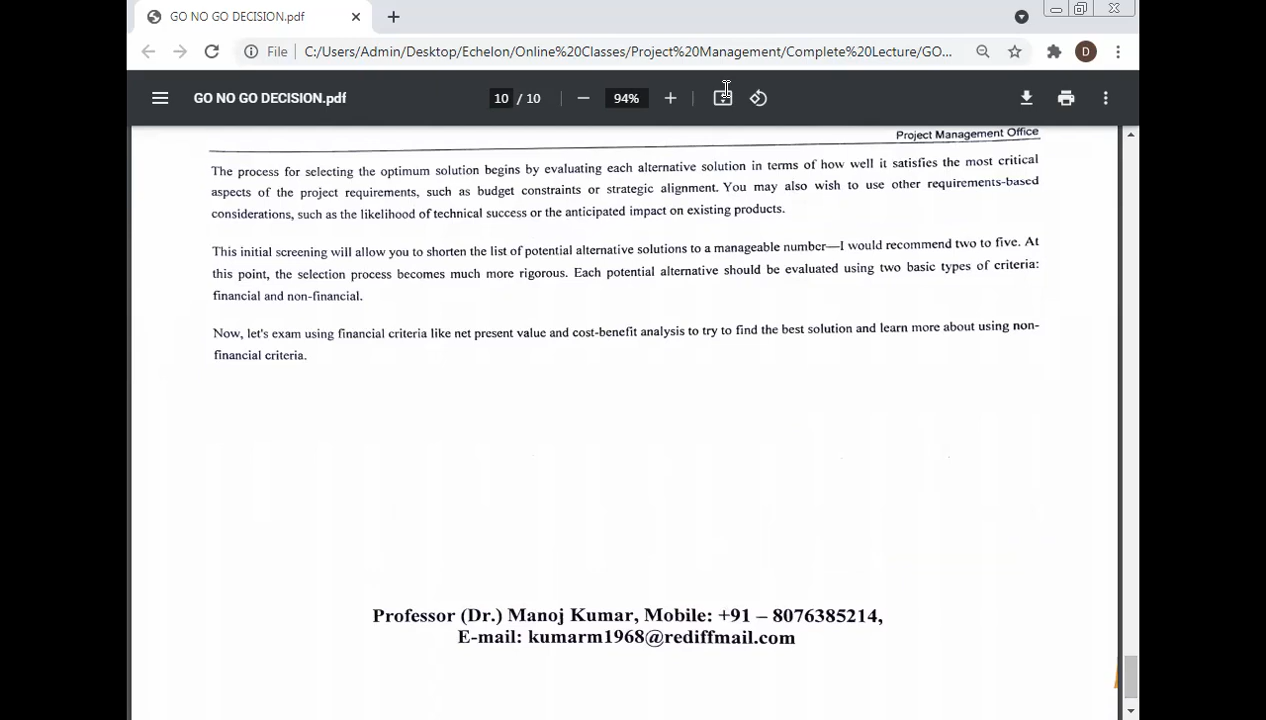 GO NO GO DECISION.pdf
File C:/Users/Admin/Desktop/Echelon/Online%20Classes/Project%20Management/Complete%20Lecture/GO...
D
GO NO GO DECISION.pdf
10 / 10
94%
Project Management Office
The process for selecting the optimum solution begins by evaluating each alternative solution in terms of how well it satisfies the most critical
aspects of the project requirements, such as budget constraints or strategic alignment. You may also wish to use other requirements-based
considerations, such as the likelihood of technical success or the anticipated impact on existing products.
This initial screening will allow you to shorten the list of potential alternative solutions to a manageable number—I would recommend two to five. At
this point, the selection process becomes much more rigorous. Each potential alternative should be evaluated using two basic types of criteria:
financial and non-financial.
Now, let's exam using financial criteria like net present value and cost-benefit analysis to try to find the best solution and learn more about using non-
financial criteria.
Professor (Dr.) Manoj Kumar, Mobile: +91 – 8076385214,
E-mail: kumarm1968@rediffmail.com